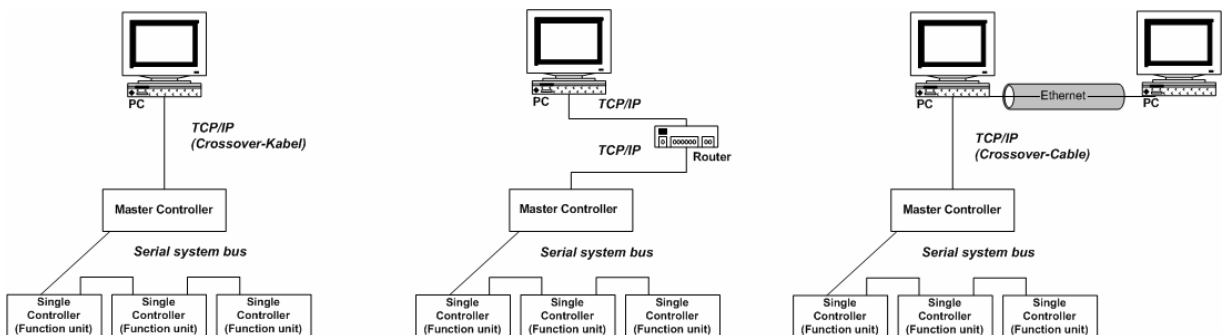 PC
TCP/IP
(Crossover-Kabel)
Master Controller
Serial system bus
Single
Controller
(Function unit)
Single
Controller
(Function unit)
Single
Controller
(Function unit)
PC
TCP/IP
TCP/IP
Router
Master Controller
Serial system bus
Single
Controller
(Function unit)
Single
Controller
(Function unit)
Single
Controller
(Function unit)
PC
Ethernet
PC
TCP/IP
(Crossover-Cable)
Master Controller
Serial system bus
Single
Controller
(Function unit)
Single
Controller
(Function unit)
Single
Controller
(Function unit)